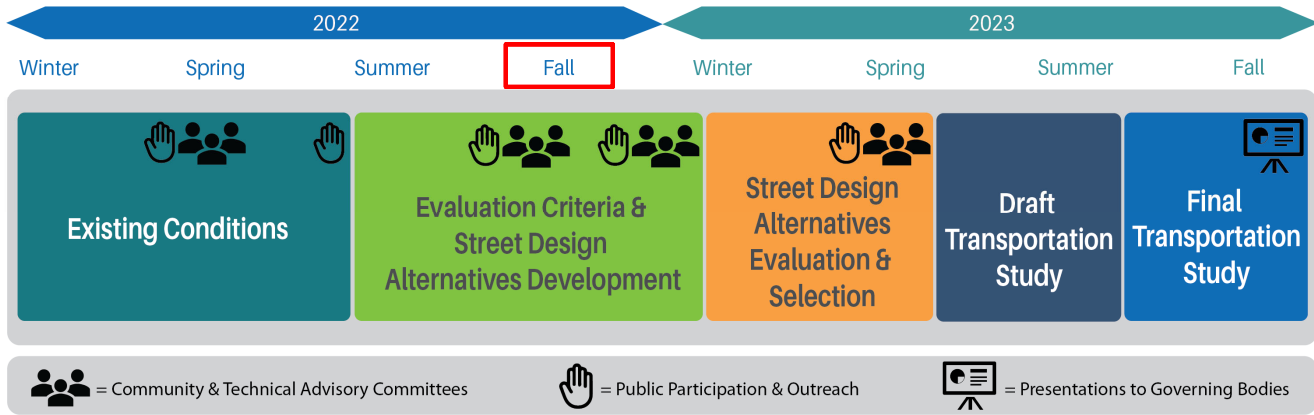 2022 2023
Winter Spring Summer Fall Winter Spring Summer Fall
Existing Conditions
Evaluation Criteria &
Street Design
Alternatives Development
Street Design
Alternatives
Evaluation &
Selection
Draft
Transportation
Study
Final
Transportation
Study
= Community & Technical Advisory Committees = Public Participation & Outreach = Presentations to Governing Bodies